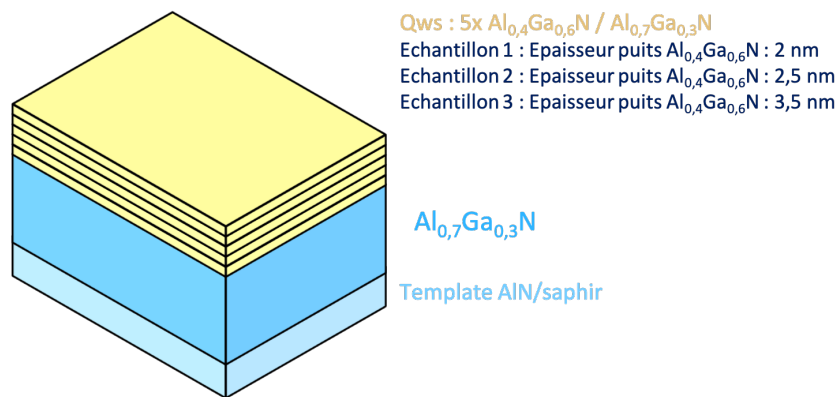 Qws : 5x Al0,4Ga0,6N / Al0,7Ga0,3N
Echantillon 1 : Epaisseur puits Al0,4Ga0,6N : 2 nm
Echantillon 2 : Epaisseur puits Al0,4Ga0,6N : 2,5 nm
Echantillon 3 : Epaisseur puits Al0,4Ga0,6N : 3,5 nm
Al0,7Ga0,3N
Template AlN/saphir